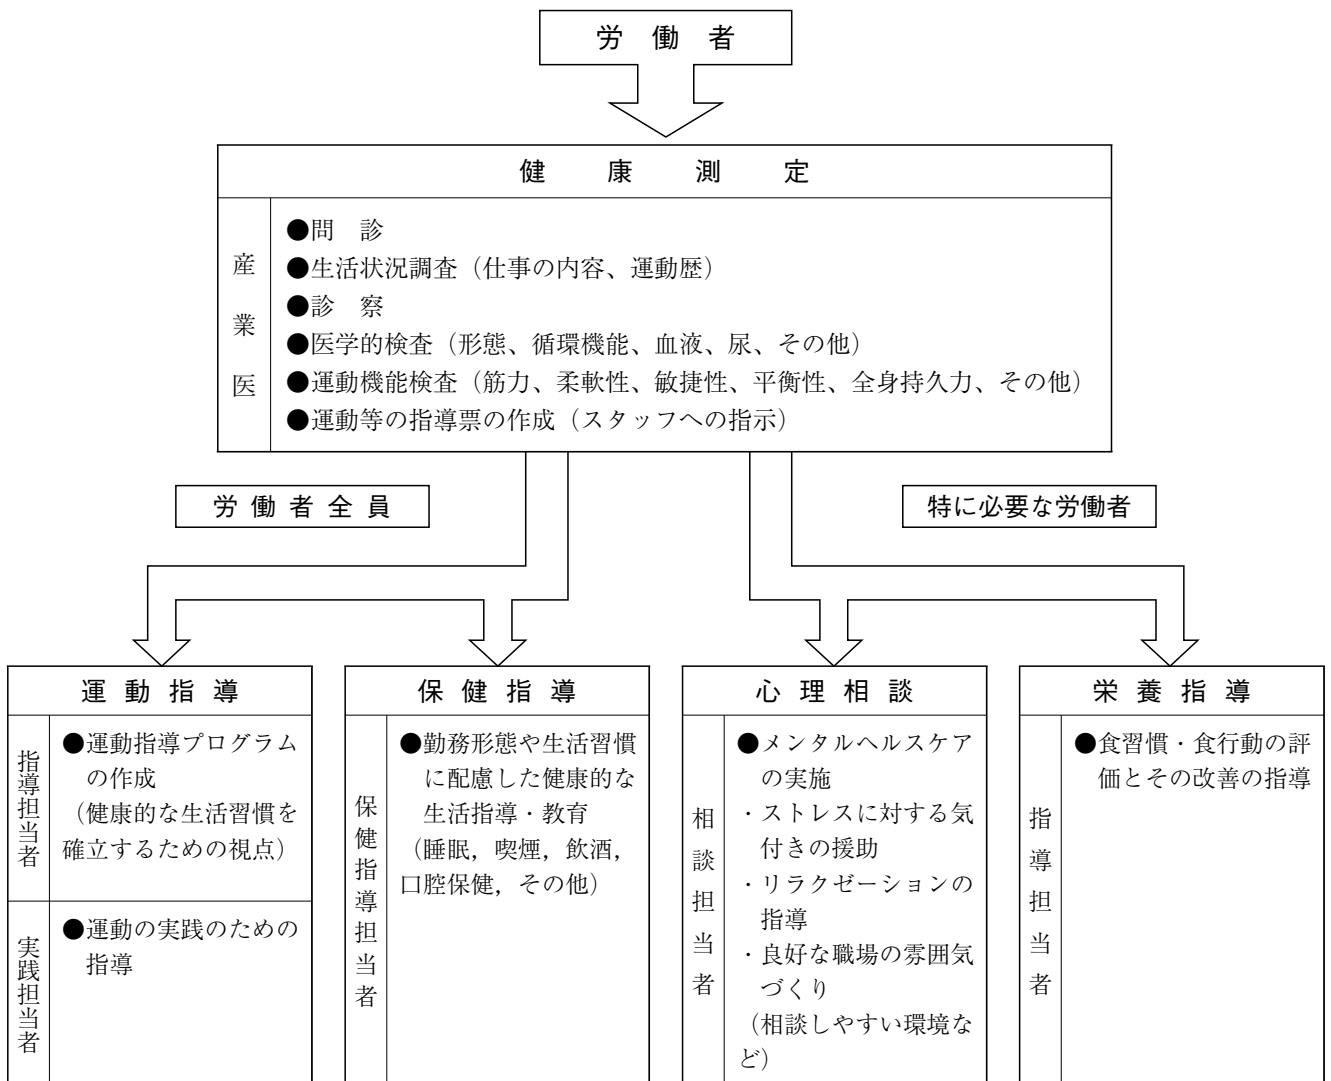 労働者
健康測定
産業医
●問　診
●生活状況調査（仕事の内容、運動歴）
●診　察
●医学的検査（形態、循環機能、血液、尿、その他）
●運動機能検査（筋力、柔軟性、敏捷性、平衡性、全身持久力、その他）
●運動等の指導票の作成（スタッフへの指示）
労働者全員
特に必要な労働者
運動指導
指導担当者
●運動指導プログラム
の作成
（健康的な生活習慣を
確立するための視点）
実践担当者
●運動の実践のための
指導
保健指導
保健指導担当者
●勤務形態や生活習慣
に配慮した健康的な
生活指導・教育
（睡眠，喫煙，飲酒，
口腔保健，その他）
心理相談
相談担当者
●メンタルヘルスケア
の実施
・ストレスに対する気
付きの援助
・リラクゼーションの
指導
・良好な職場の雰囲気
づくり
（相談しやすい環境な
ど）
栄養指導
指導担当者
●食習慣・食行動の評
価とその改善の指導